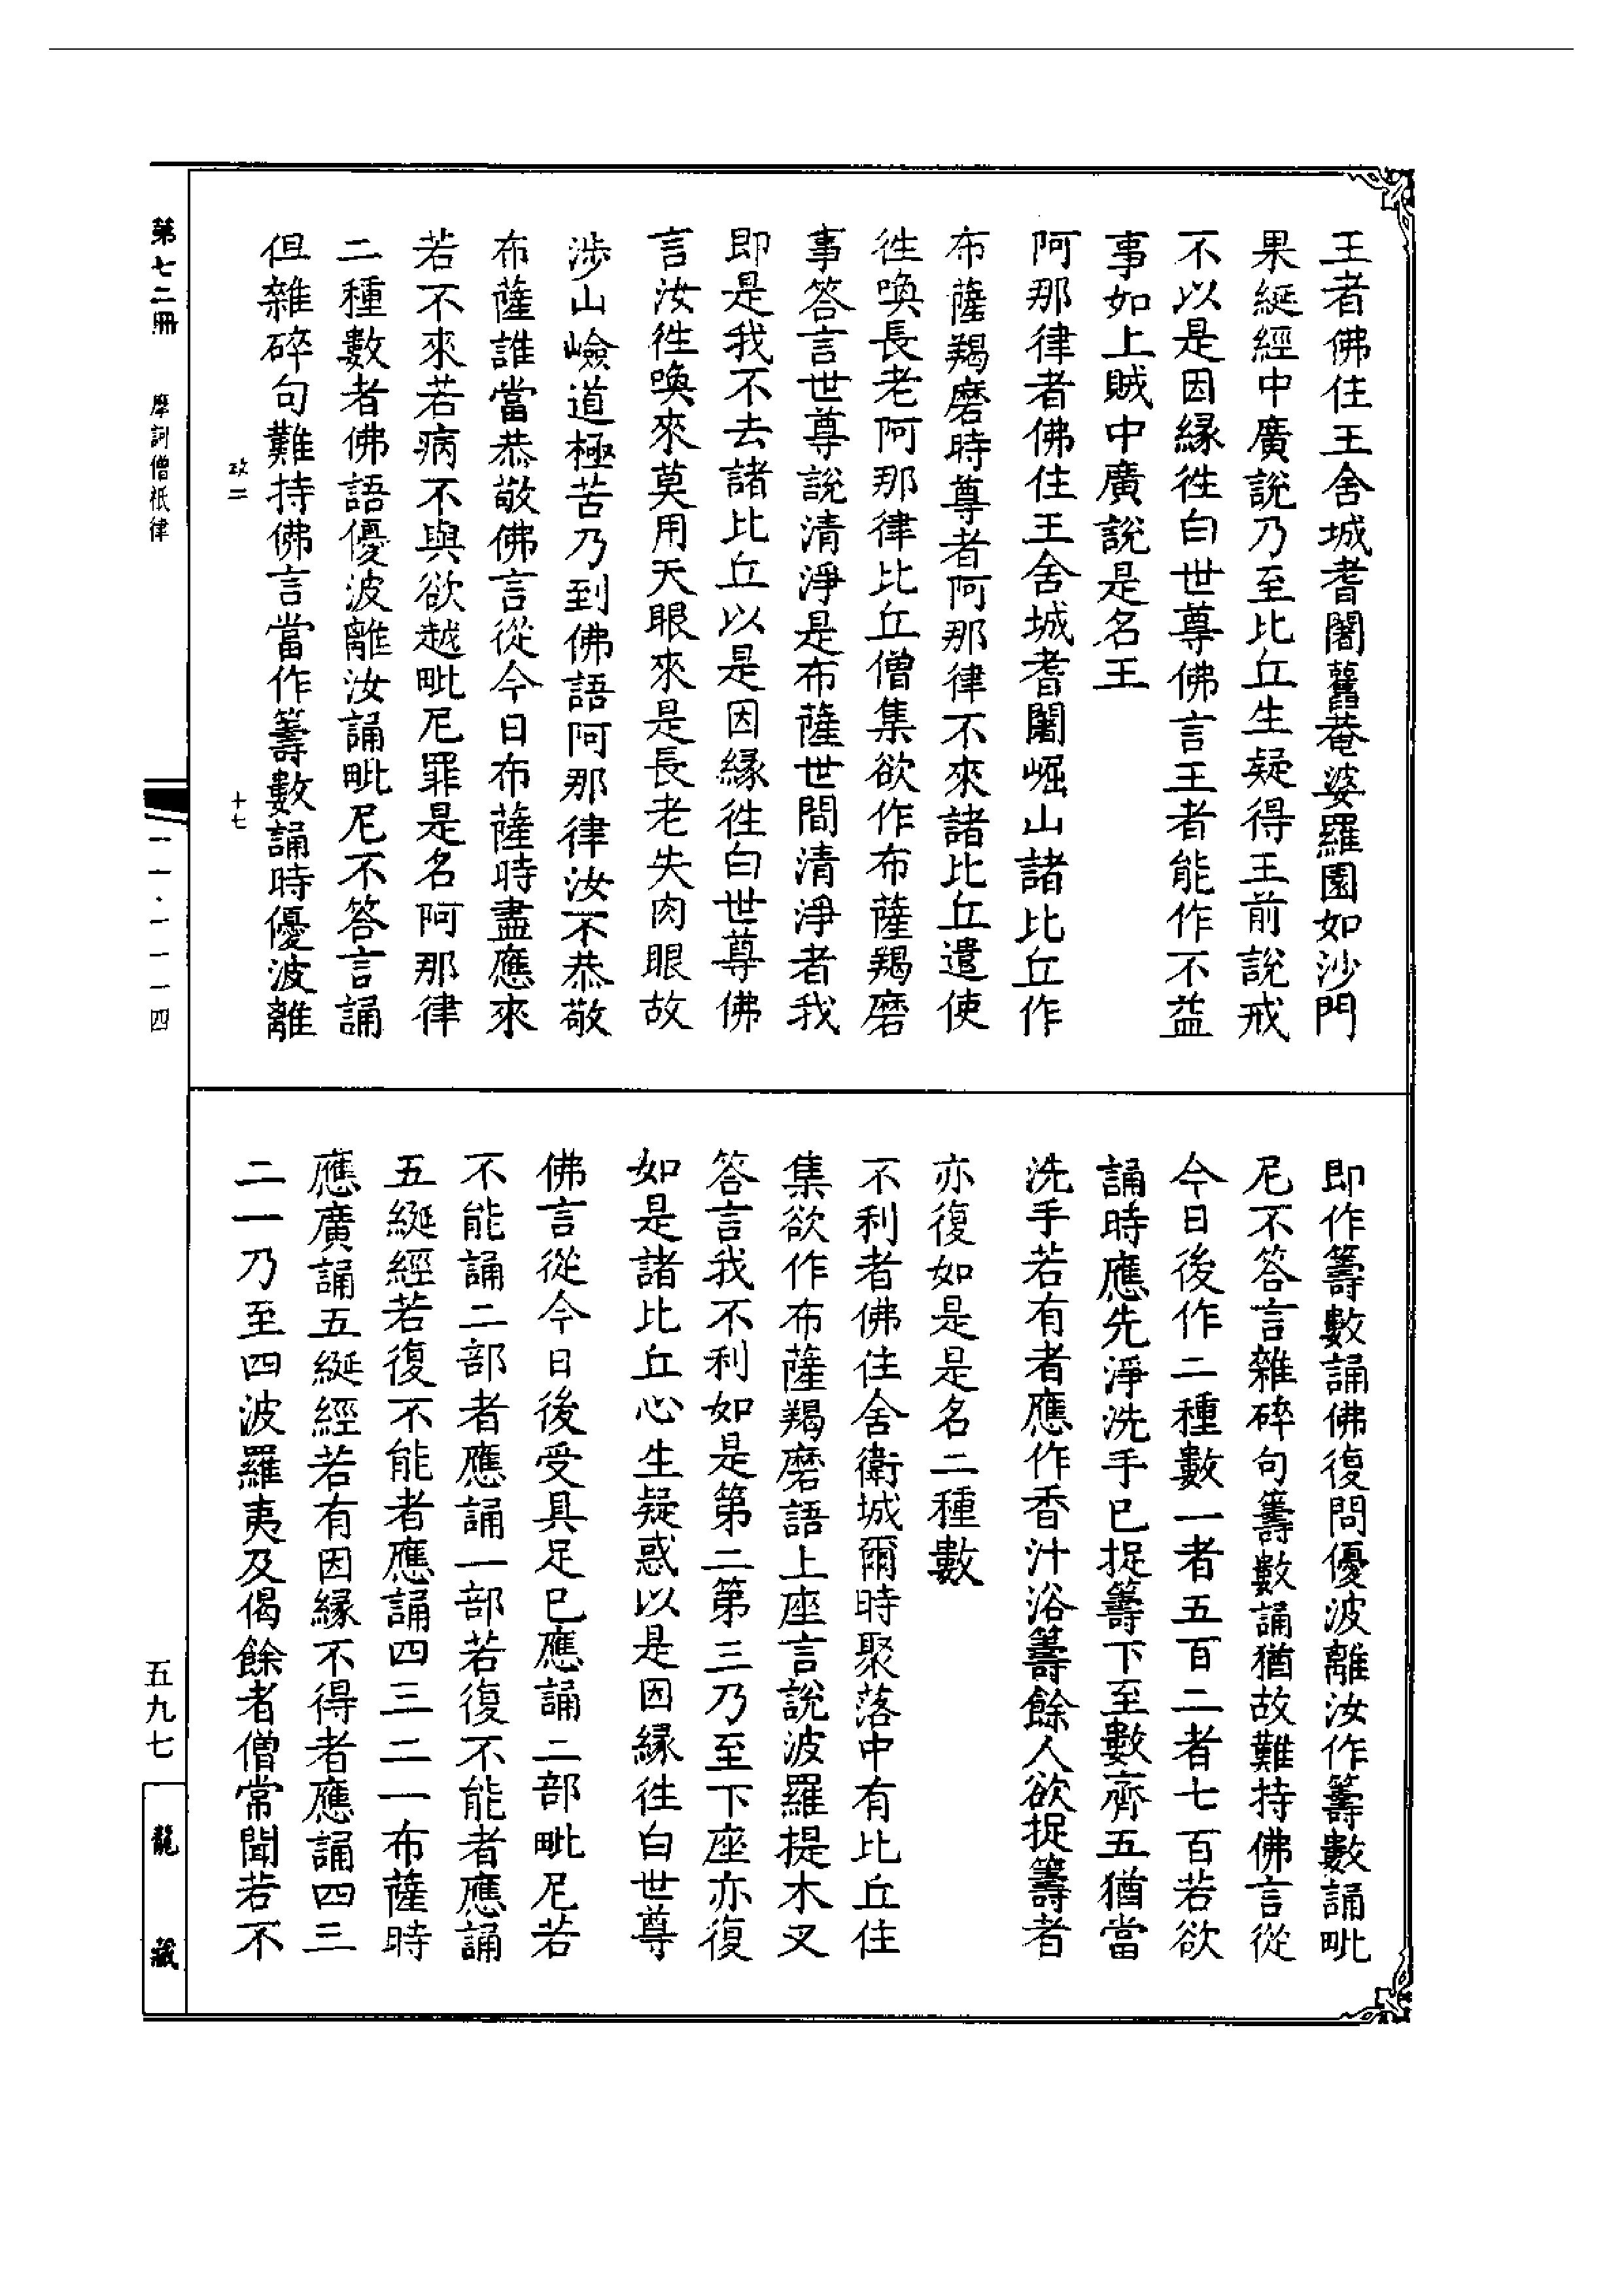 王者佛住王舍城耆闍舊菴婆羅園如沙門
果綖經中廣說乃至比丘生疑得王前說戒
不以是因緣徃白世尊佛言王者能作不益
事如上賊中廣說是名王
阿那律者佛住王舍城耆闍崛山諸比丘作
布薩羯磨時尊者阿那律不來諸比丘遣使
徃喚長老阿那律比丘僧集欲作布薩羯磨
事答言世尊說清淨是布薩世間清淨者我
即是我不去諸比丘以是因緣徃白世尊佛
言汝徃喚來莫用天眼來是長老失肉眼故
涉山嶮道極苦乃到佛語阿那律汝不恭敬
布薩誰當恭敬佛言從今日布薩時盡應來
若不來若病不與欲越毗尼罪是名阿那律
二種數者佛語優波離汝誦毗尼不答言誦
但雜碎句難持佛言當作籌數誦時優波離
即作籌數誦佛復問優波離汝作籌數誦毗
尼不答言雜碎句籌數誦猶故難持佛言從
今日後作二種數一者五百二者七百若欲
誦時應先淨洗手已捉籌下至數齊五猶當
洗手若有者應作香汁浴籌餘人欲捉籌者
亦復如是是名二種數
不利者佛住舍衛城爾時聚落中有比丘住
集欲作布薩羯磨語上座言說波羅提木叉
答言我不利如是第二第三乃至下座亦復
如是諸比丘心生疑惑以是因緣徃白世尊
佛言從今日後受具足已應誦二部毗尼若
不能誦二部者應誦一部若復不能者應誦
五綖經若復不能者應誦四三二一布薩時
應廣誦五綖經若有因緣不得者應誦四三
二一乃至四波羅夷及偈餘者僧常聞若不
第七二冊 摩訶僧祇律
十七
一一·一一一四
五九七
龍藏